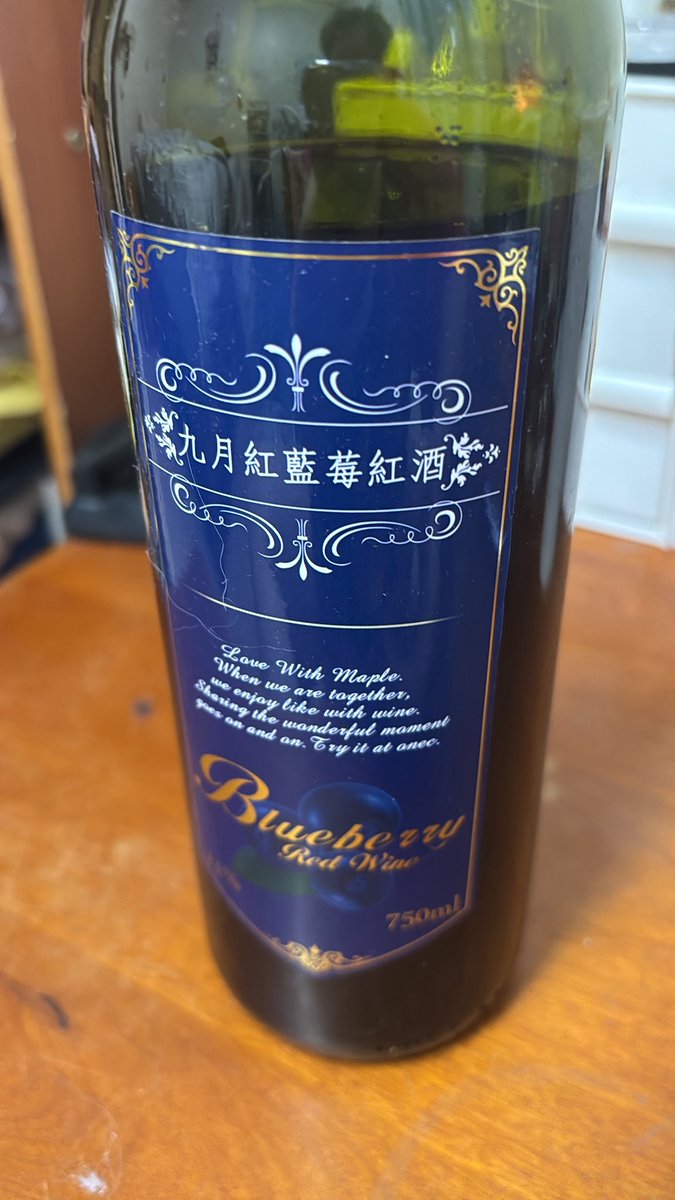 九月紅藍莓紅酒
Love With Maple.
When we are together,
we enjoy like with wine.
Sharing the wonderful moment
goes on and on. Try it at onec.
Blueberry
Red Wine
750ml